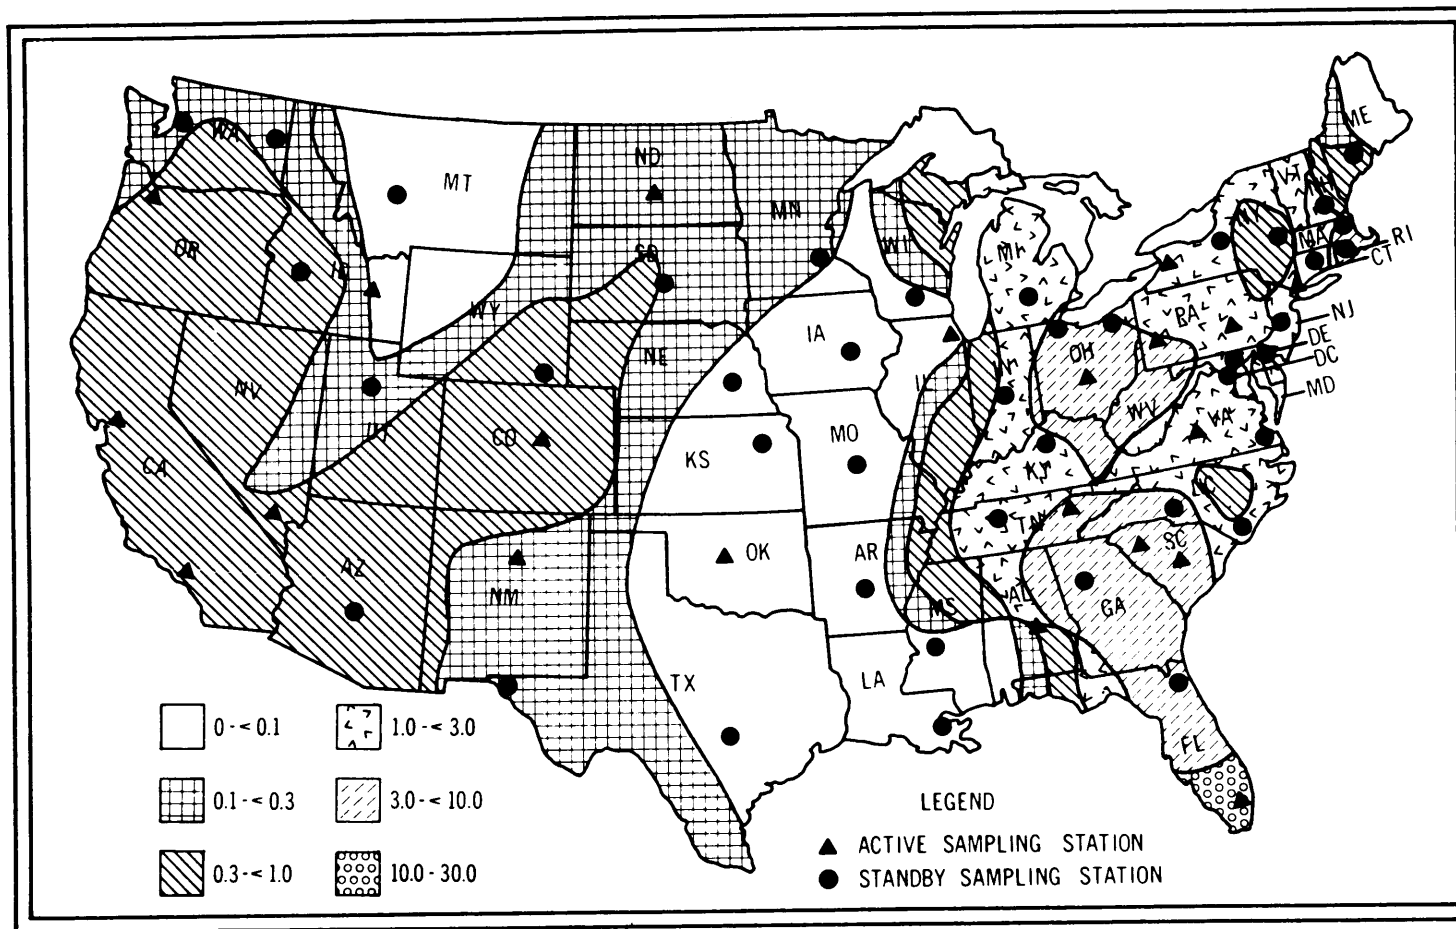 WA
MT
ND
MN
ME
VT
NH
NY
MA
RI
CT
OR
ID
SD
WI
MI
WY
IA
NE
PA
NJ
DE
DC
MD
OH
NV
UT
CO
IL
IN
WV
VA
CA
KS
MO
KY
NC
TN
AZ
NM
OK
AR
SC
MS
AL
GA
TX
LA
FL
0 - < 0.1
1.0 - < 3.0
0.1 - < 0.3
3.0 - < 10.0
0.3 - < 1.0
10.0 - 30.0
LEGEND
ACTIVE SAMPLING STATION
STANDBY SAMPLING STATION